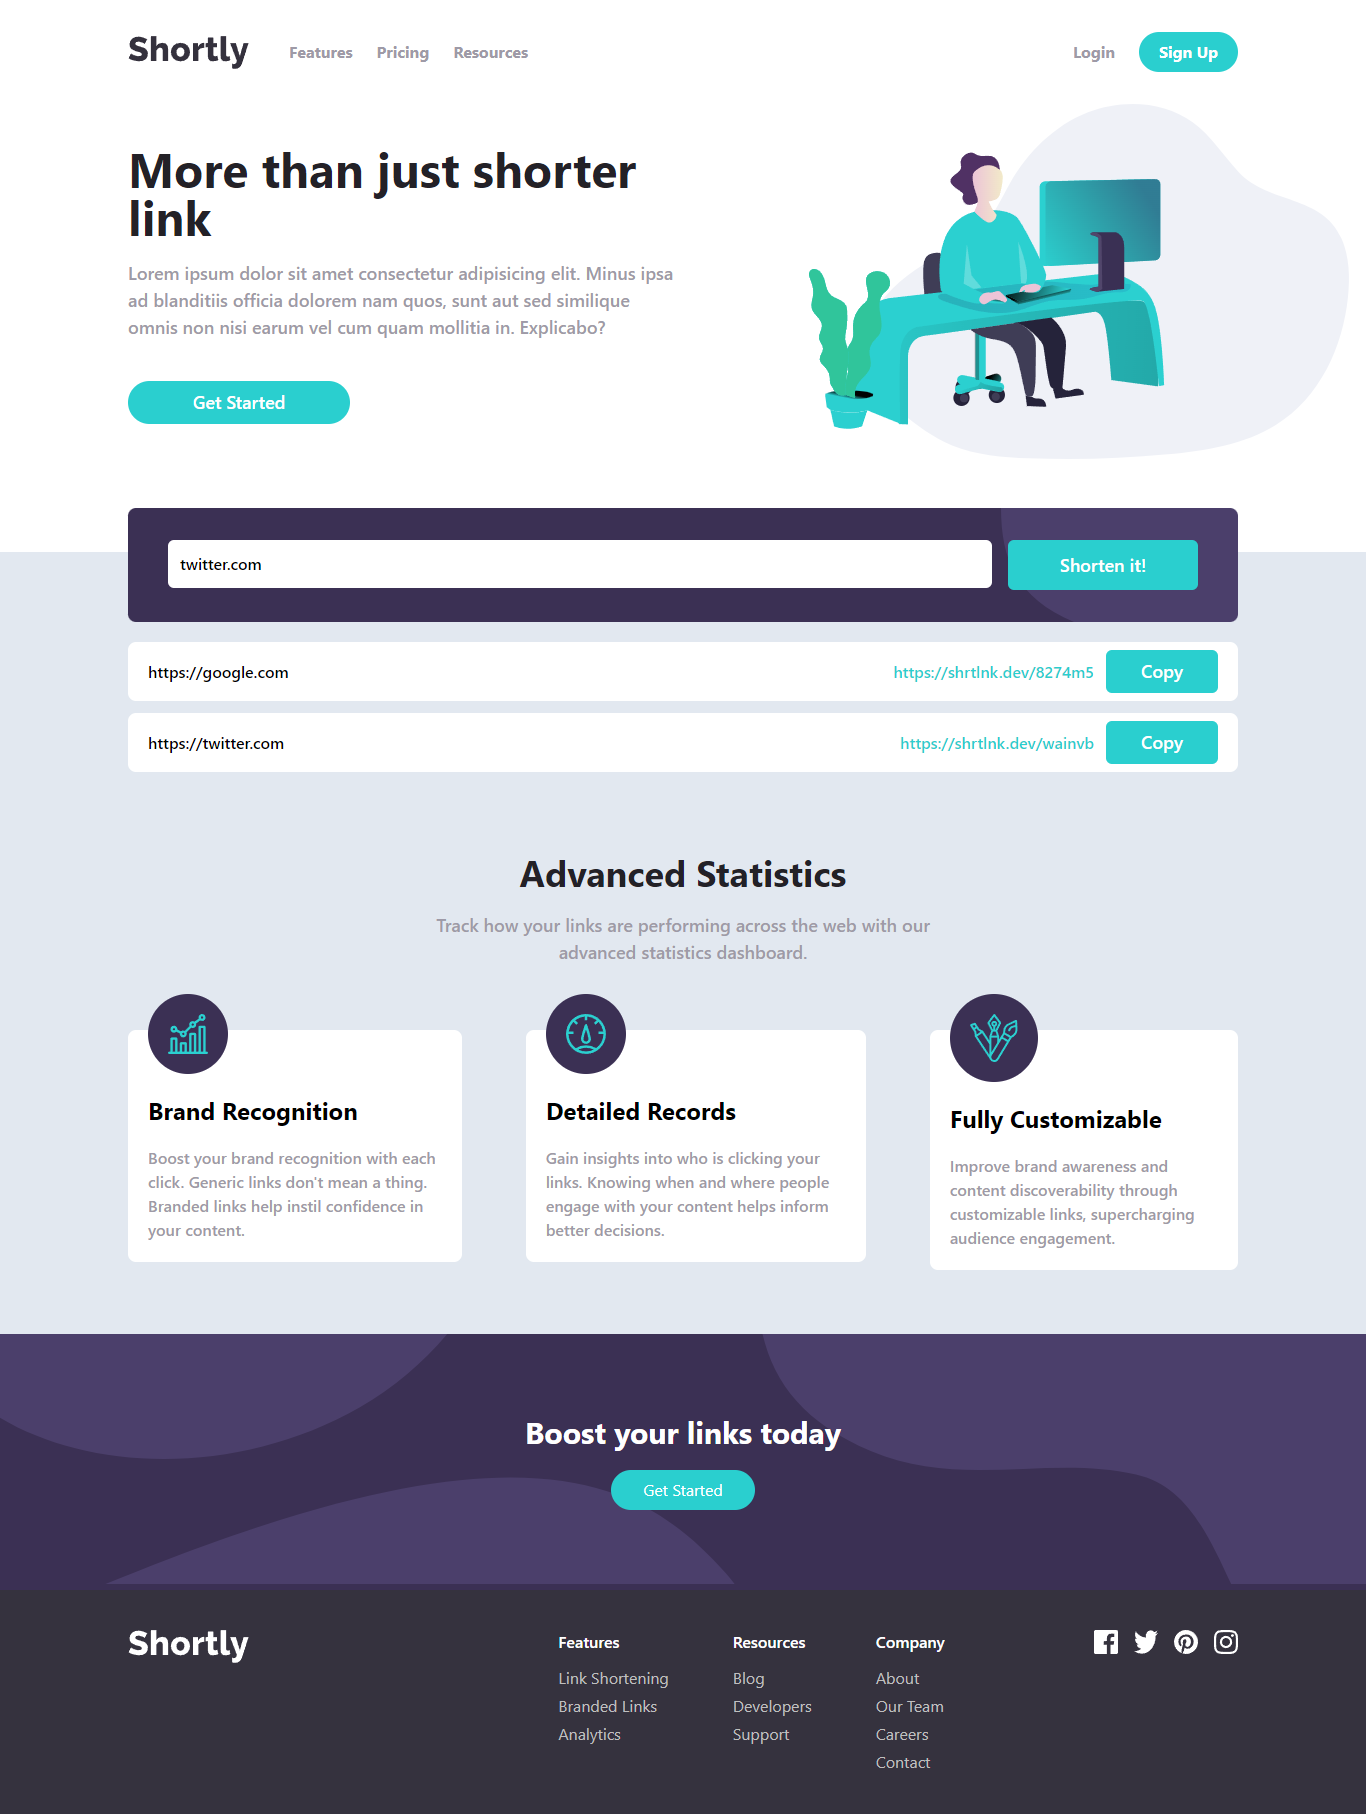 Shortly
Features Pricing Resources
Login Sign Up
More than just shorter
link
Lorem ipsum dolor sit amet consectetur adipisicing elit. Minus ipsa
ad blanditiis officia dolorem nam quos, sunt aut sed similique
omnis non nisi earum vel cum quam mollitia in. Explicabo?
Get Started
twitter.com
Shorten it!
https://google.com
https://shrtlnk.dev/8274m5
Copy
https://twitter.com
https://shrtlnk.dev/wainvb
Copy
Advanced Statistics
Track how your links are performing across the web with our
advanced statistics dashboard.
Brand Recognition
Boost your brand recognition with each
click. Generic links don't mean a thing.
Branded links help instil confidence in
your content.
Detailed Records
Gain insights into who is clicking your
links. Knowing when and where people
engage with your content helps inform
better decisions.
Fully Customizable
Improve brand awareness and
content discoverability through
customizable links, supercharging
audience engagement.
Boost your links today
Get Started
Shortly
Features
Link Shortening
Branded Links
Analytics
Resources
Blog
Developers
Support
Company
About
Our Team
Careers
Contact